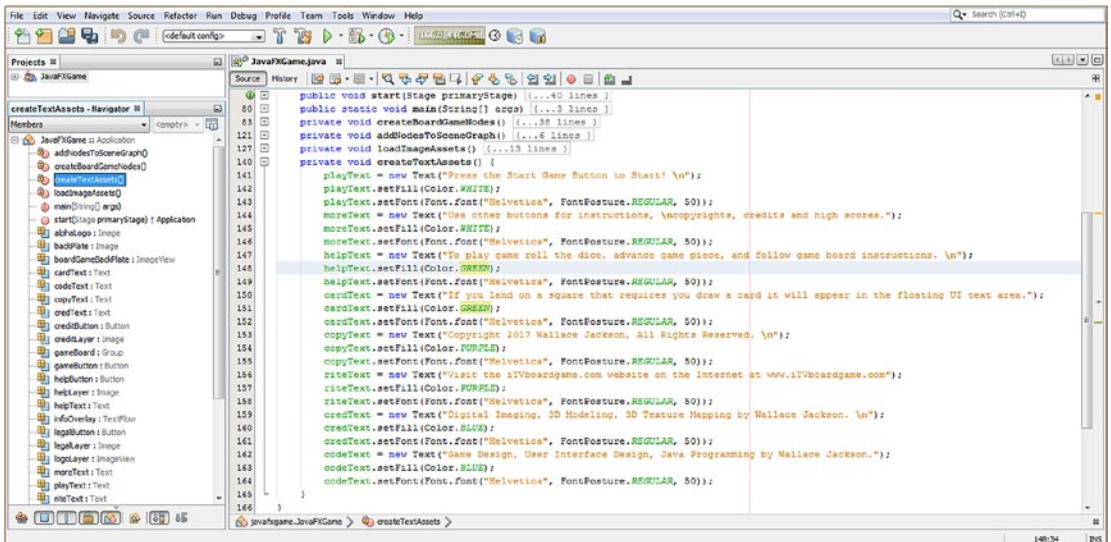 File Edit View Navigate Source Refactor Run Debug Profile Team Tools Window Help
Search (Ctrl+I)
<default config>
Projects
JavaFXGame
createTextAssets - Navigator
Members <empty>
JavaFXGame :: Application
addNodesToSceneGraph()
createBoardGameNodes()
createTextAssets()
loadImageAssets()
main(String[] args)
start(Stage primaryStage) ↑ Application
alphaLogo : Image
backPlate : Image
boardGameBackPlate : ImageView
cardText : Text
codeText : Text
copyText : Text
credText : Text
creditButton : Button
creditLayer : Image
gameBoard : Group
gameButton : Button
helpButton : Button
helpLayer : Image
helpText : Text
infoOverlay : TextFlow
legalButton : Button
legalLayer : Image
logoLayer : ImageView
moreText : Text
playText : Text
riteText : Text
JavaFXGame.java
Source History
public void start(Stage primaryStage) {...40 lines }
80 public static void main(String[] args) {...3 lines }
83 private void createBoardGameNodes() {...38 lines }
121 private void addNodesToSceneGraph() {...6 lines }
127 private void loadImageAssets() {...13 lines }
140 private void createTextAssets() {
141 playText = new Text("Press the Start Game Button to Start! \n");
142 playText.setFill(Color.WHITE);
143 playText.setFont(Font.font("Helvetica", FontPosture.REGULAR, 50));
144 moreText = new Text("Use other buttons for instructions, \ncopyrights, credits and high scores.");
145 moreText.setFill(Color.WHITE);
146 moreText.setFont(Font.font("Helvetica", FontPosture.REGULAR, 50));
147 helpText = new Text("To play game roll the dice, advance game piece, and follow game board instructions. \n");
148 helpText.setFill(Color.GREEN);
149 helpText.setFont(Font.font("Helvetica", FontPosture.REGULAR, 50));
150 cardText = new Text("If you land on a square that requires you draw a card it will appear in the floating UI text area.");
151 cardText.setFill(Color.GREEN);
152 cardText.setFont(Font.font("Helvetica", FontPosture.REGULAR, 50));
153 copyText = new Text("Copyright 2017 Wallace Jackson, All Rights Reserved. \n");
154 copyText.setFill(Color.PURPLE);
155 copyText.setFont(Font.font("Helvetica", FontPosture.REGULAR, 50));
156 riteText = new Text("Visit the iTVboardgame.com website on the Internet at www.iTVboardgame.com");
157 riteText.setFill(Color.PURPLE);
158 riteText.setFont(Font.font("Helvetica", FontPosture.REGULAR, 50));
159 credText = new Text("Digital Imaging, 3D Modeling, 3D Texture Mapping by Wallace Jackson. \n");
160 credText.setFill(Color.BLUE);
161 credText.setFont(Font.font("Helvetica", FontPosture.REGULAR, 50));
162 codeText = new Text("Game Design, User Interface Design, Java Programming by Wallace Jackson.");
163 codeText.setFill(Color.BLUE);
164 codeText.setFont(Font.font("Helvetica", FontPosture.REGULAR, 50));
165 }
166 }
javafxgame.JavaFXGame createTextAssets
148:34 INS